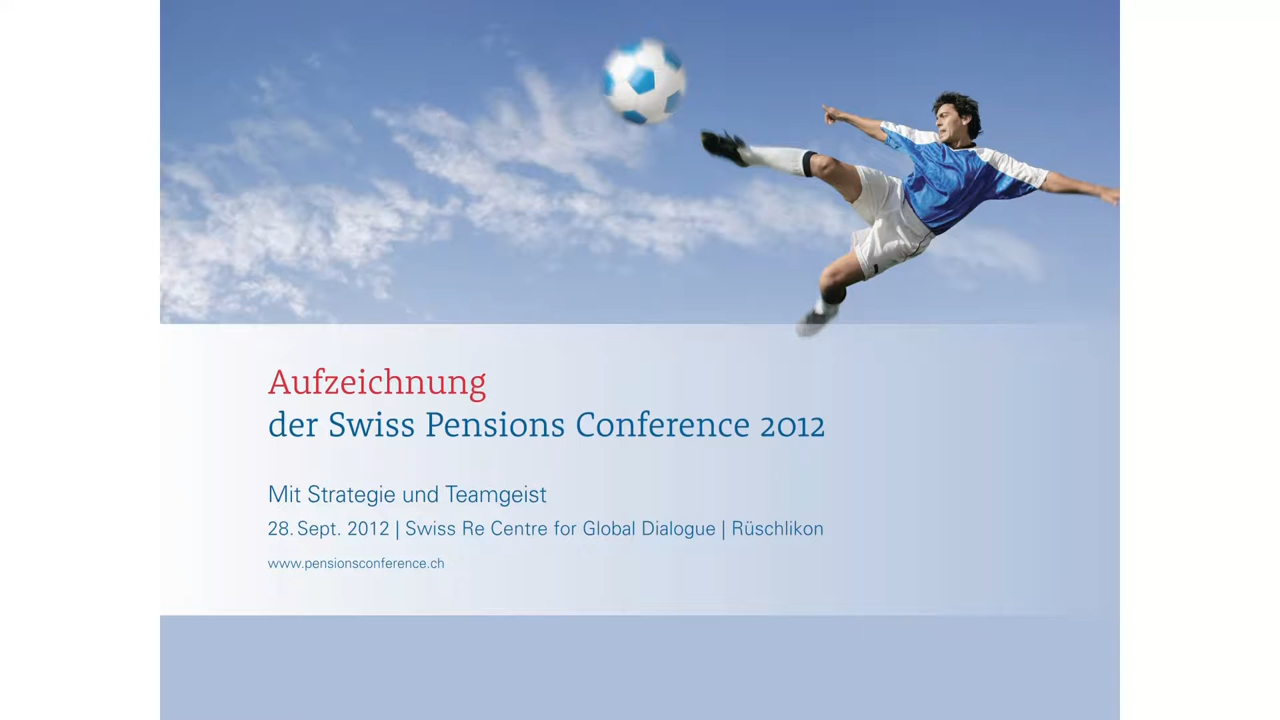 Aufzeichnung
der Swiss Pensions Conference 2012
Mit Strategie und Teamgeist
28. Sept. 2012 | Swiss Re Centre for Global Dialogue | Rüschlikon
www.pensionsconference.ch